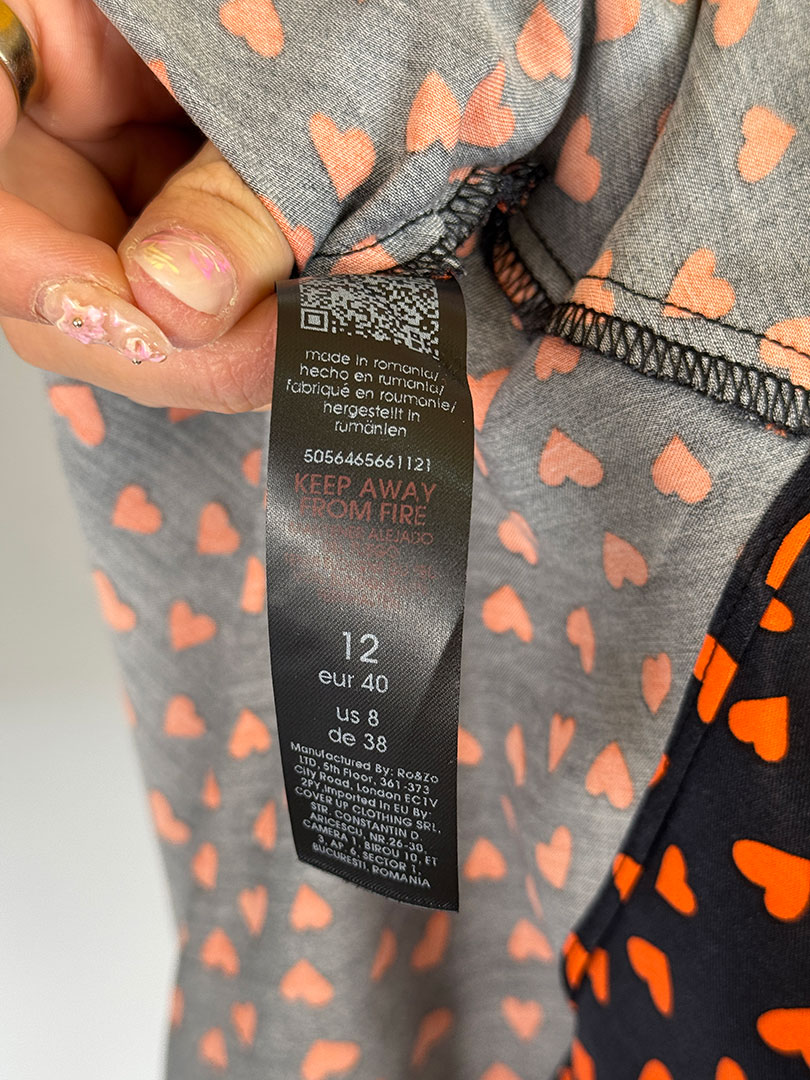 made in romania/
hecho en rumania/
fabriqué en roumanie/
hergestellt in
rumänien
5056465661121
KEEP AWAY
FROM FIRE
ALEJADO
12
eur 40
us 8
de 38
Manufactured By: Ro&Zo
LTD, 5th Floor, 361-373
City Road, London EC1V
2PY,Imported In EU By:
COVER UP CLOTHING SRL,
STR. CONSTANTIN D.
ARICESCU, NR.26-30,
CAMERA 1, BIROU 10, ET
3, AP. 6, SECTOR 1,
BUCURESTI, ROMANIA